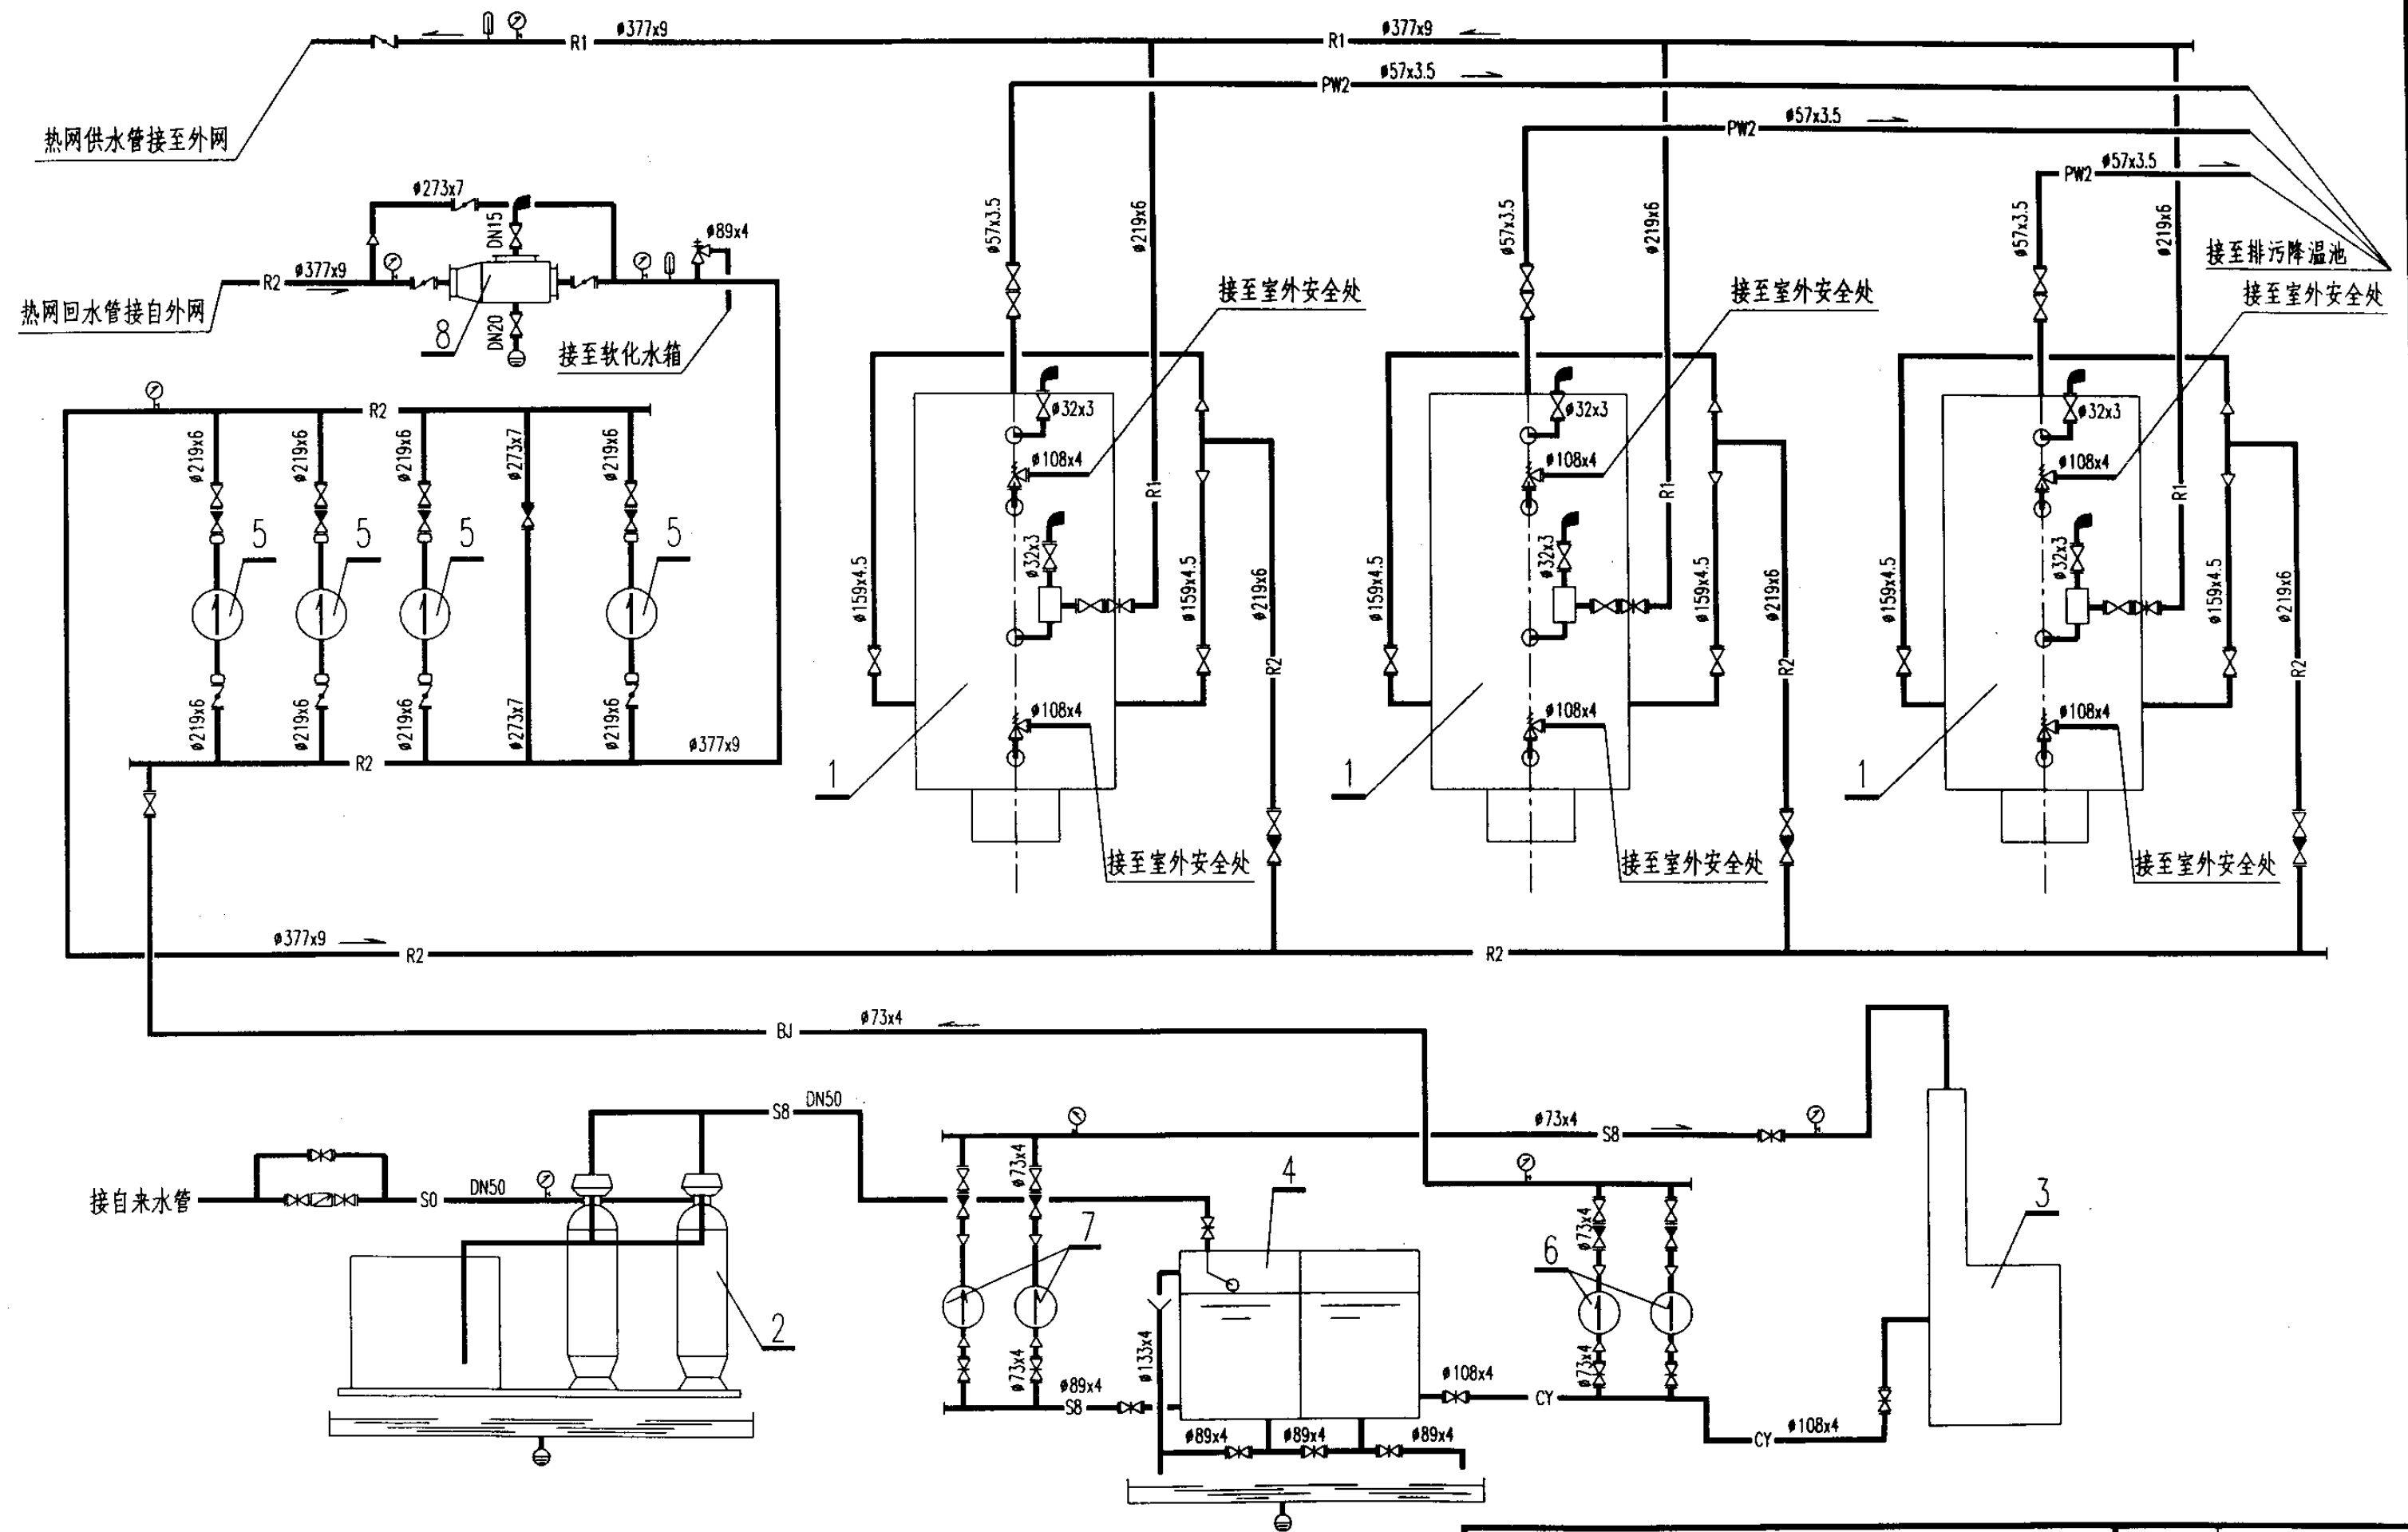 R1
ø377x9
R1
ø377x9
PW2
ø57x3.5
PW2
ø57x3.5
PW2
ø57x3.5
热网供水管接至外网
ø273x7
DN15
ø89x4
R2
ø377x9
热网回水管接自外网
8
DN20
接至软化水箱
ø57x3.5
ø219x6
ø57x3.5
ø219x6
ø57x3.5
ø219x6
接至排污降温池
接至室外安全处
接至室外安全处
接至室外安全处
R2
ø219x6
ø219x6
ø219x6
ø273x7
ø219x6
5
5
5
5
ø219x6
ø219x6
ø219x6
ø273x7
ø219x6
R2
ø377x9
ø32x3
ø108x4
R1
ø32x3
ø159x4.5
ø159x4.5
ø219x6
R2
ø108x4
1
接至室外安全处
ø32x3
ø108x4
R1
ø32x3
ø159x4.5
ø159x4.5
ø219x6
R2
ø108x4
1
接至室外安全处
ø32x3
ø108x4
R1
ø32x3
ø159x4.5
ø159x4.5
ø219x6
R2
ø108x4
1
接至室外安全处
ø377x9
R2
R2
BJ
ø73x4
S8
DN50
ø73x4
S8
接自来水管
S0
DN50
2
ø73x4
7
ø73x4
ø89x4
S8
4
ø133x4
ø89x4
ø89x4
ø89x4
ø108x4
CY
ø73x4
6
ø73x4
CY
ø108x4
3